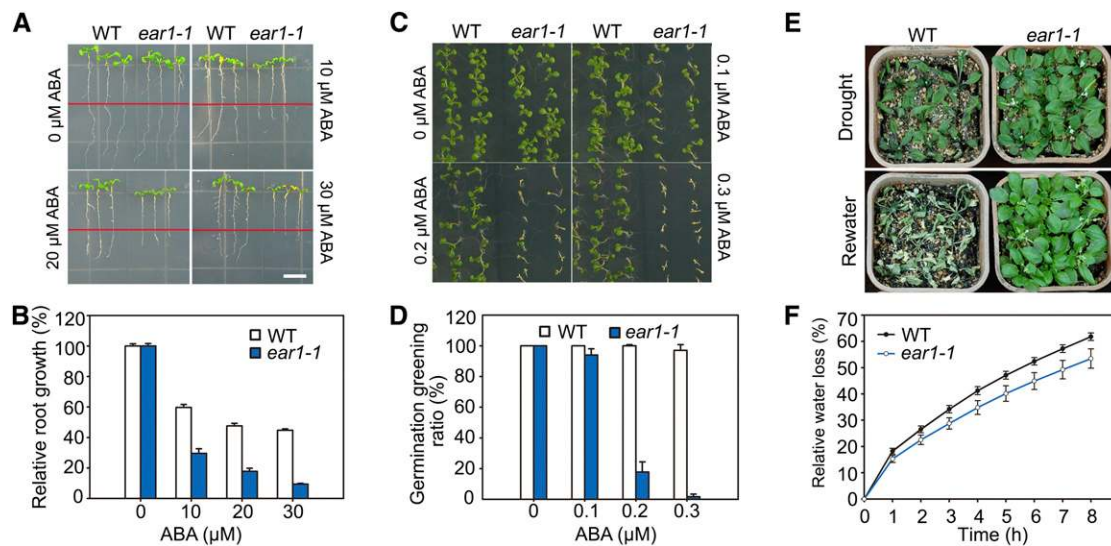 A
WT ear1-1 WT ear1-1
0 µM ABA
10 µM ABA
20 µM ABA
30 µM ABA
B
Relative root growth (%)
120
100
80
60
40
20
0
WT
ear1-1
0 10 20 30
ABA (µM)
C
WT ear1-1 WT ear1-1
0 µM ABA
0.1 µM ABA
0.2 µM ABA
0.3 µM ABA
D
Germination greening
ratio (%)
120
100
80
60
40
20
0
WT ear1-1
0 0.1 0.2 0.3
ABA (µM)
E
WT ear1-1
Drought
Rewater
F
Relative water loss (%)
70
60
50
40
30
20
10
0
WT
ear1-1
0 1 2 3 4 5 6 7 8
Time (h)